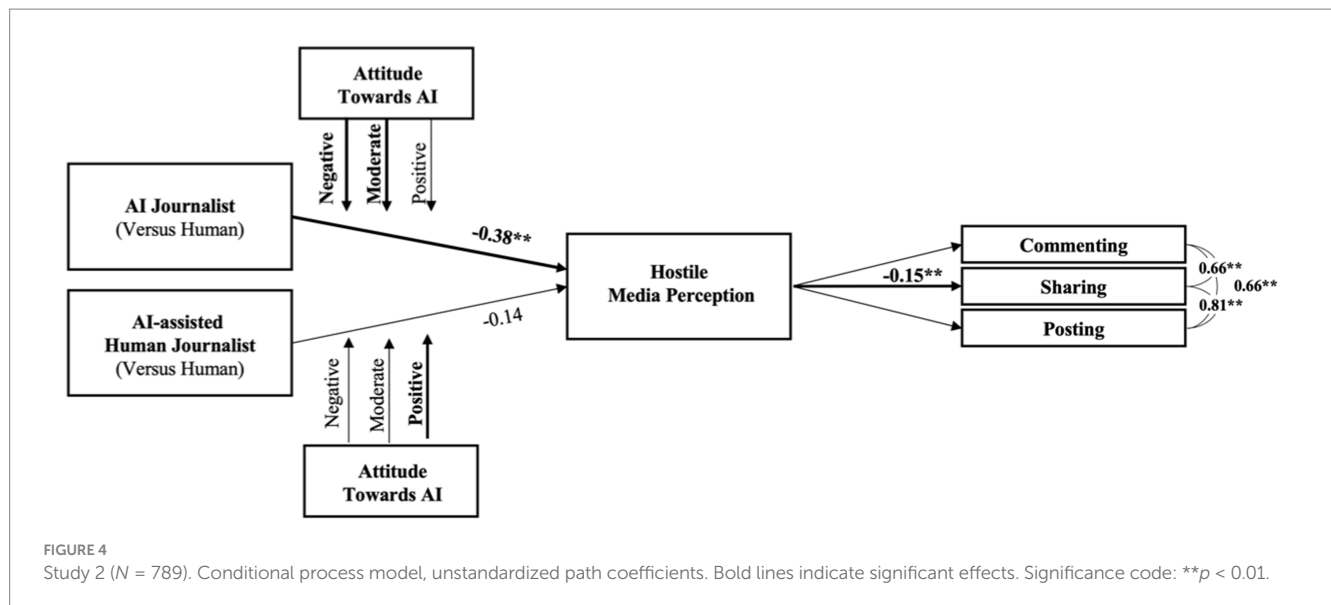 Attitude
Towards AI
Negative
Moderate
Positive
AI Journalist
(Versus Human)
-0.38**
AI-assisted
Human Journalist
(Versus Human)
-0.14
Hostile
Media Perception
-0.15**
Commenting
Sharing
Posting
0.66**
0.66**
0.81**
Negative
Moderate
Positive
Attitude
Towards AI
FIGURE 4
Study 2 (N = 789). Conditional process model, unstandardized path coefficients. Bold lines indicate significant effects. Significance code: **p < 0.01.